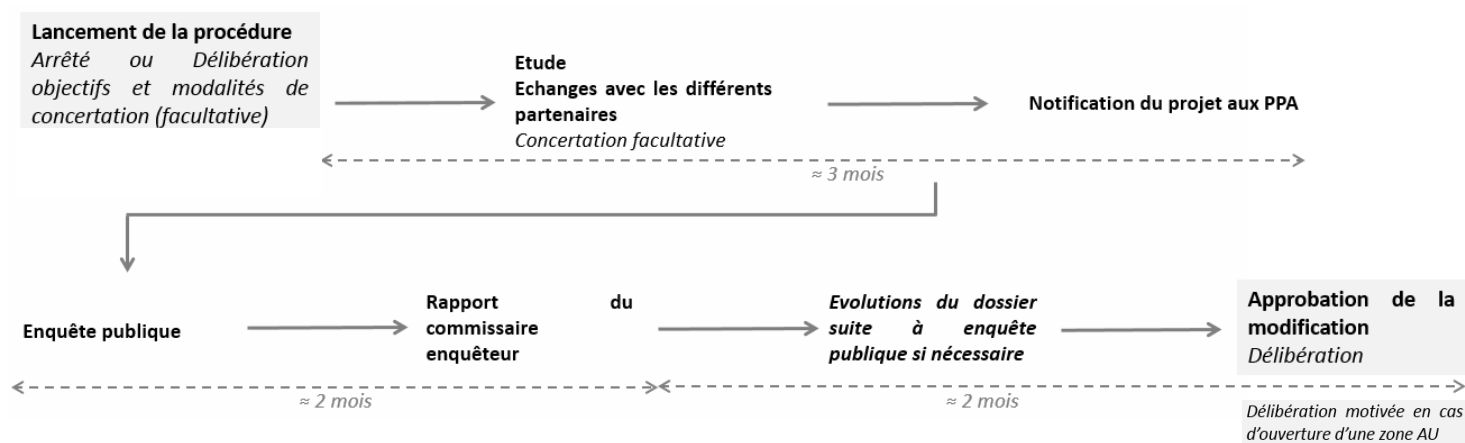 Lancement de la procédure
Arrêté ou Délibération
objectifs et modalités de
concertation (facultative)
Etude
Echanges avec les différents
partenaires
Concertation facultative
Notification du projet aux PPA
≈ 3 mois
Enquête publique
Rapport du
commissaire
enquêteur
Evolutions du dossier
suite à enquête
publique si nécessaire
Approbation de la
modification
Délibération
≈ 2 mois
≈ 2 mois
Délibération motivée en cas
d'ouverture d'une zone AU